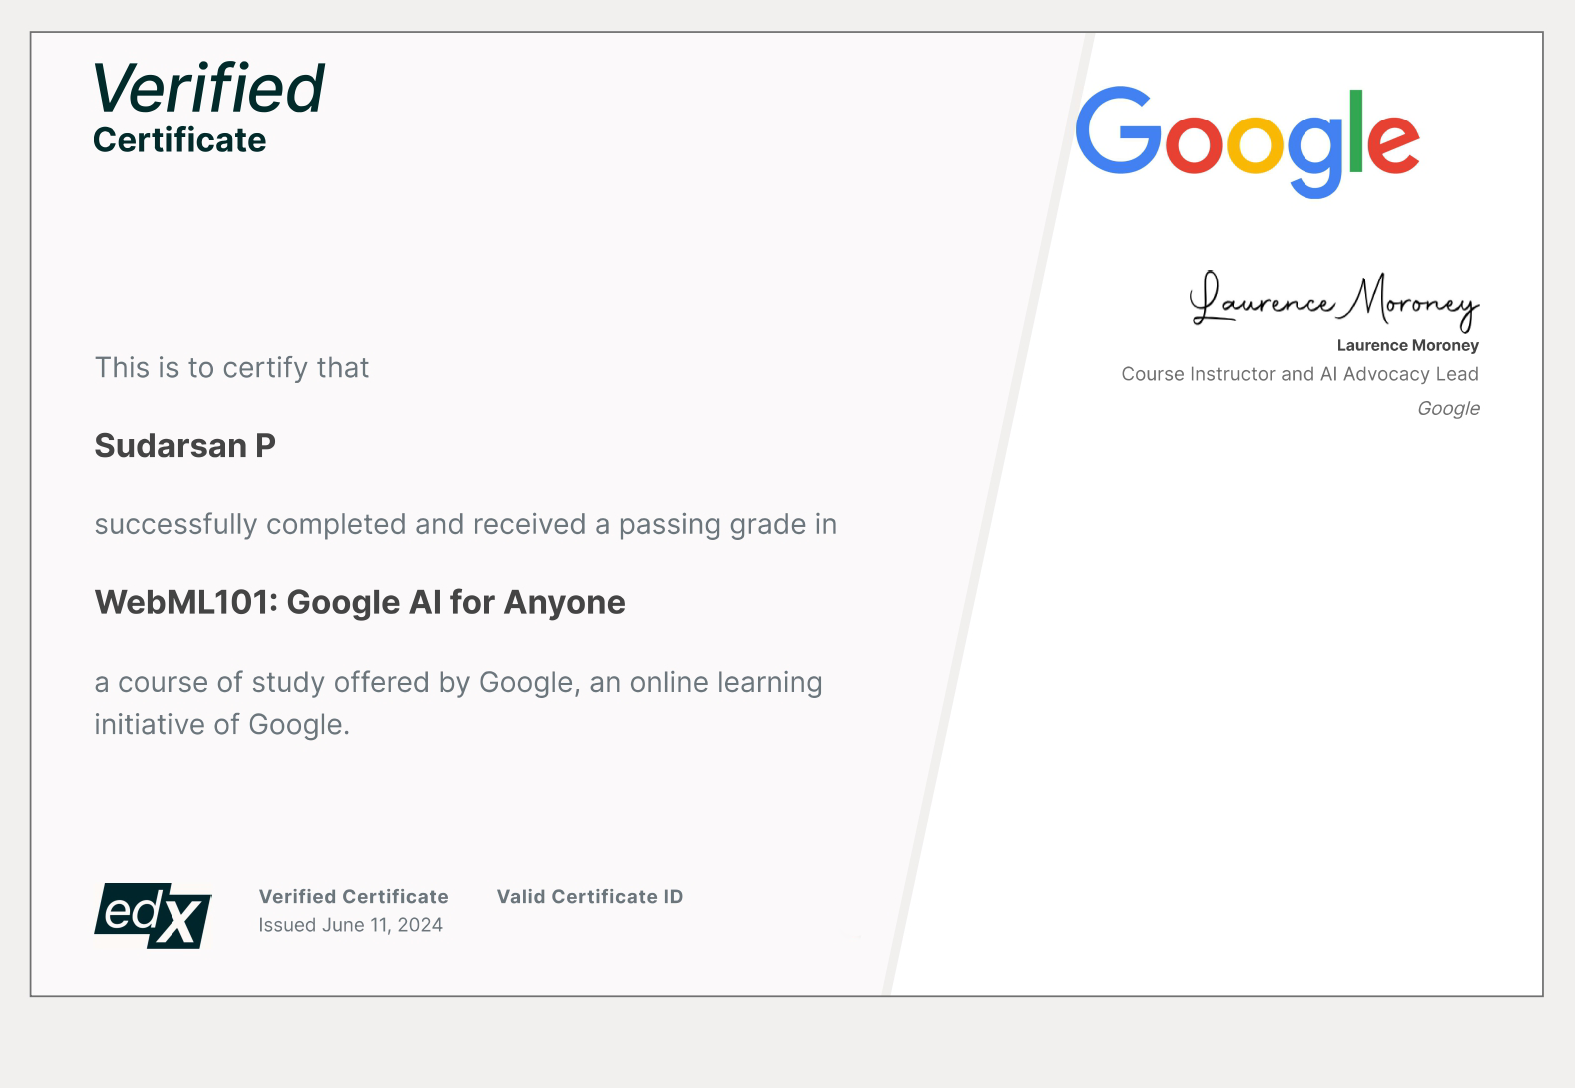 Verified
Certificate
Google
Laurence Moroney
Laurence Moroney
Course Instructor and AI Advocacy Lead
Google
This is to certify that
Sudarsan P
successfully completed and received a passing grade in
WebML101: Google AI for Anyone
a course of study offered by Google, an online learning
initiative of Google.
edX
Verified Certificate
Issued June 11, 2024
Valid Certificate ID